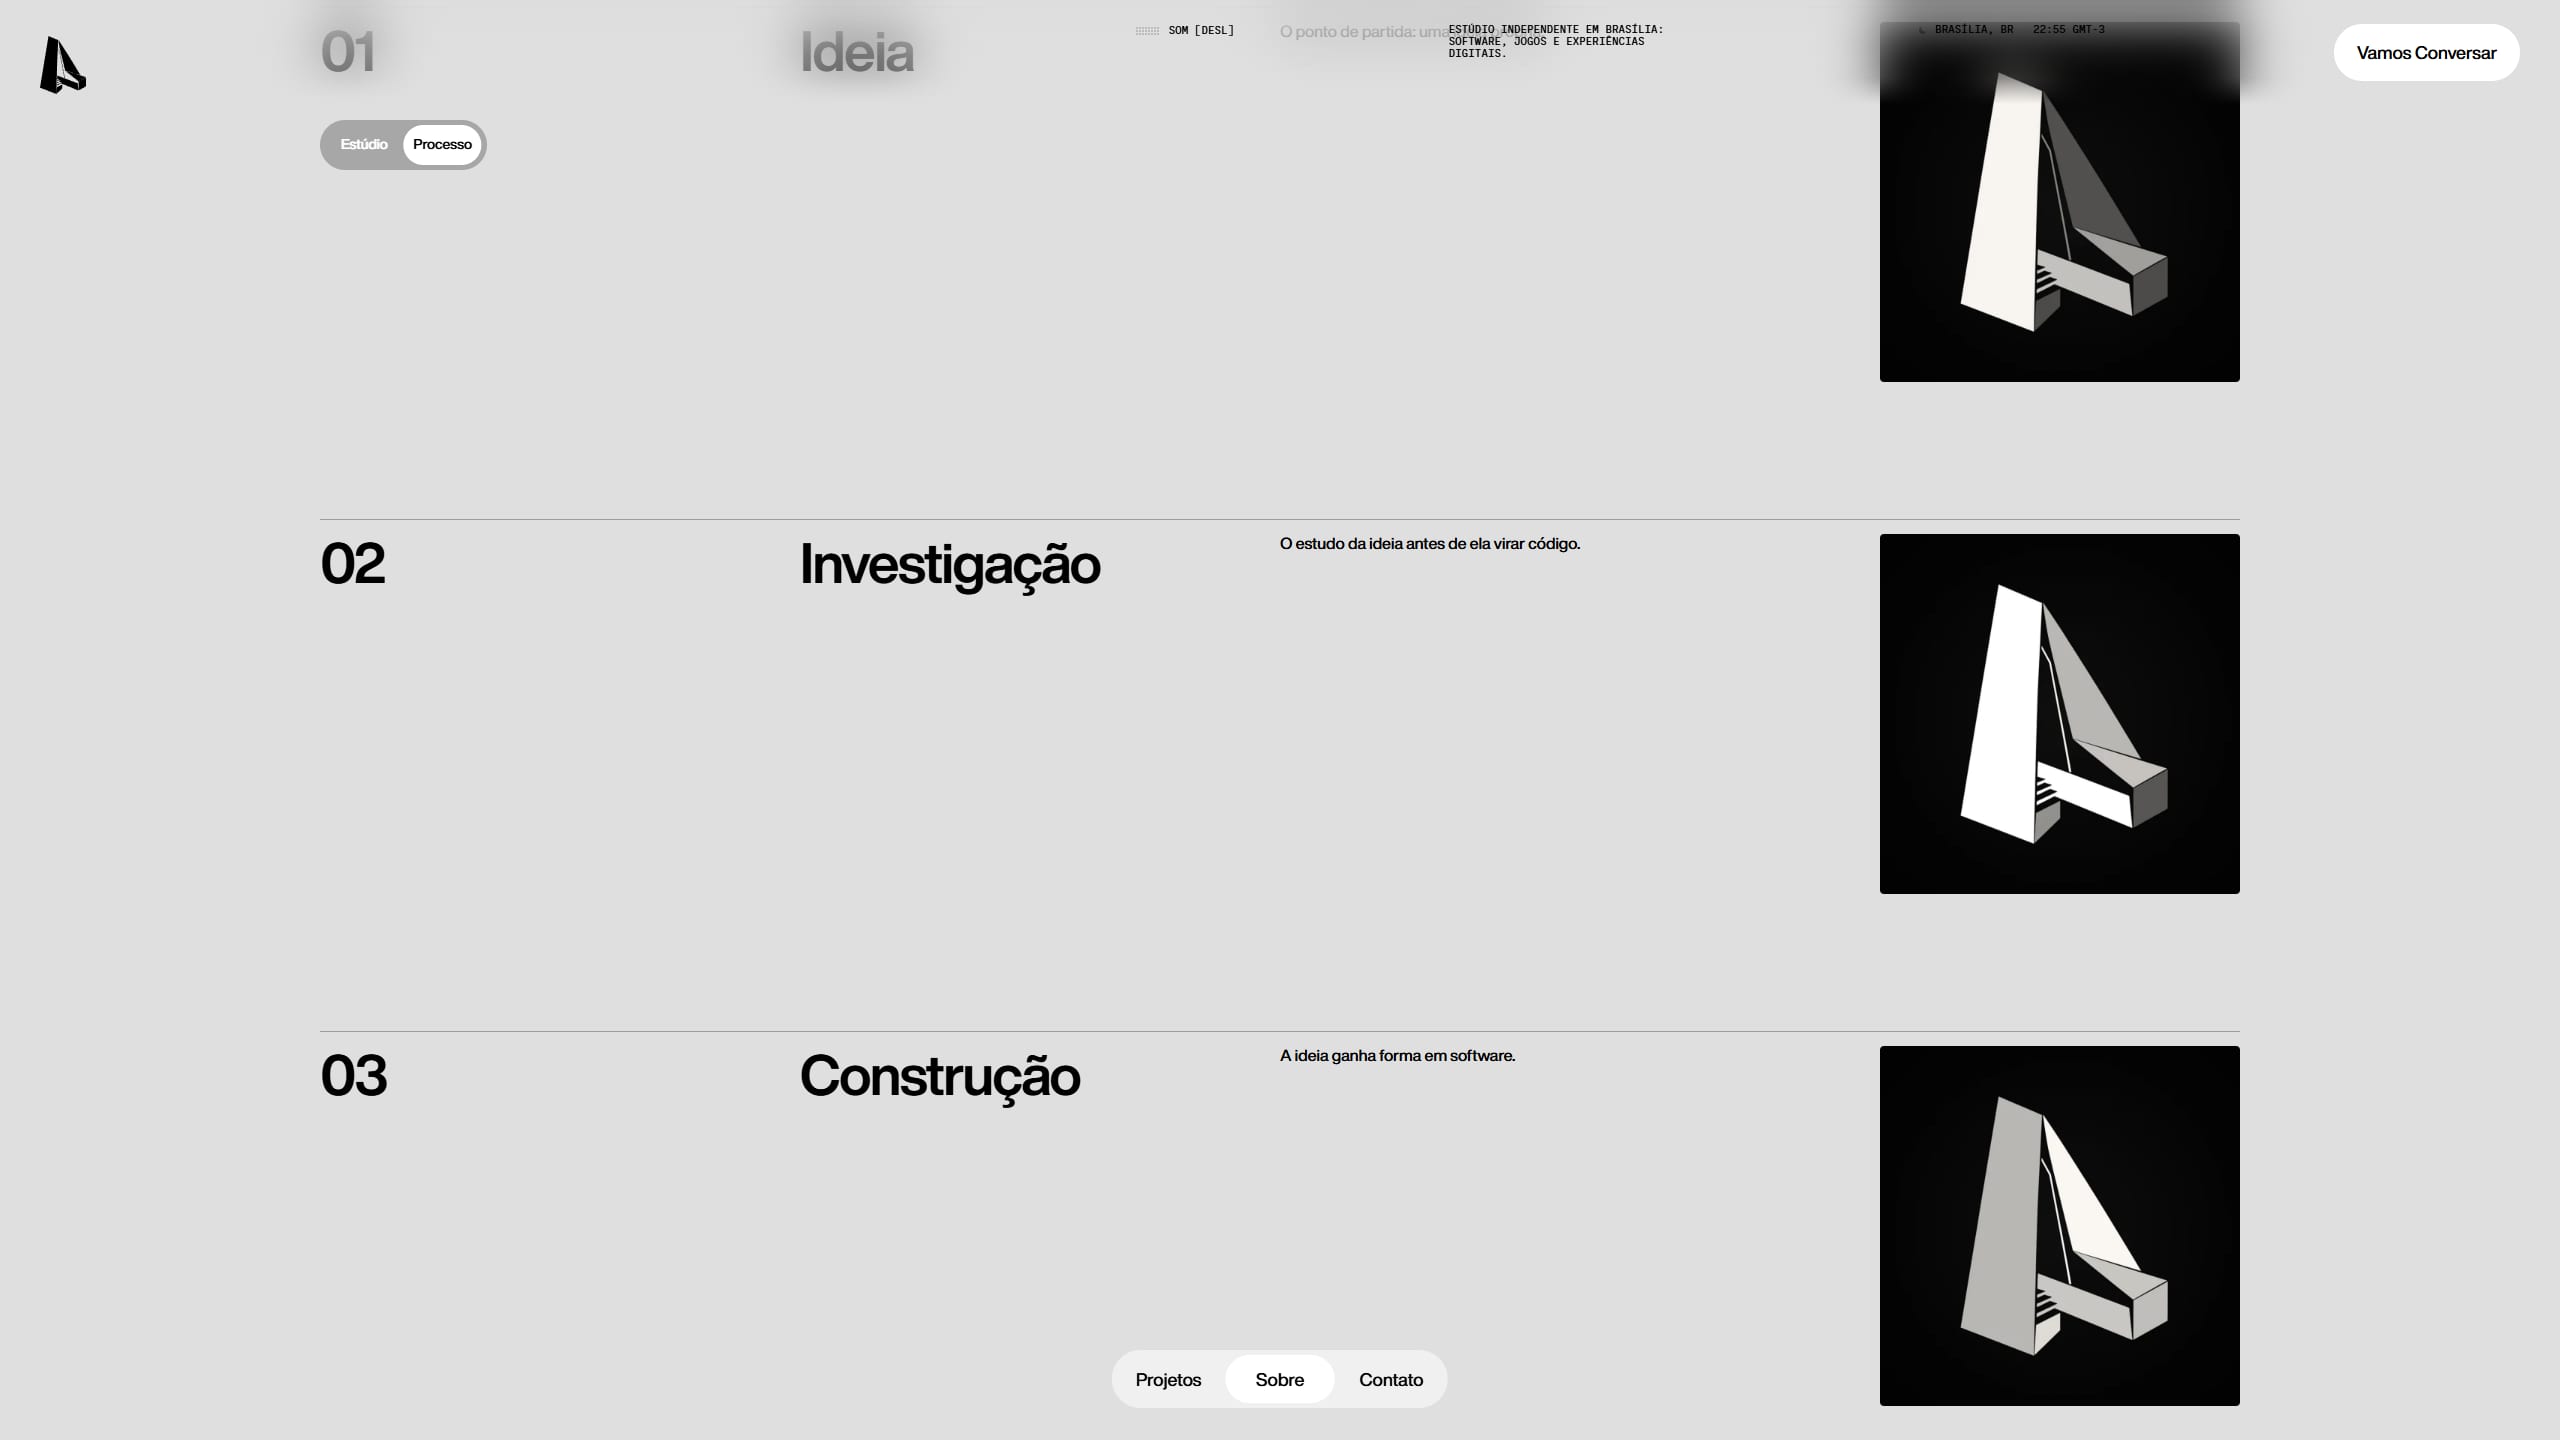 SOM [DESL]
ESTÚDIO INDEPENDENTE EM BRASÍLIA:
SOFTWARE, JOGOS E EXPERIÊNCIAS
DIGITAIS.
BRASÍLIA, BR 22:55 GMT-3
Vamos Conversar
01
Ideia
O ponto de partida: uma
Estúdio
Processo
02
Investigação
O estudo da ideia antes de ela virar código.
03
Construção
A ideia ganha forma em software.
Projetos
Sobre
Contato